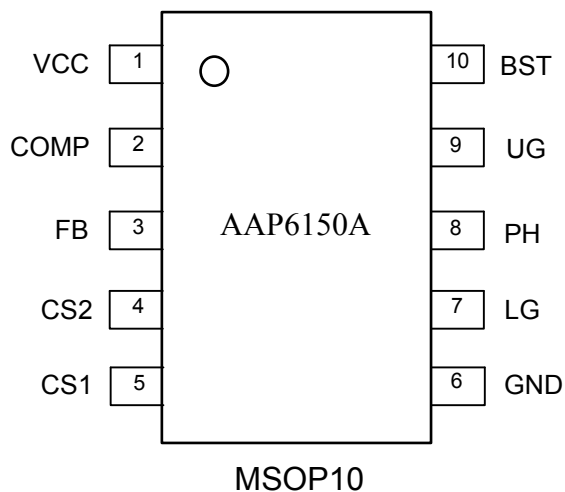 VCC 1 10 BST
COMP 2 9 UG
FB 3 AAP6150A 8 PH
CS2 4 7 LG
CS1 5 6 GND
MSOP10